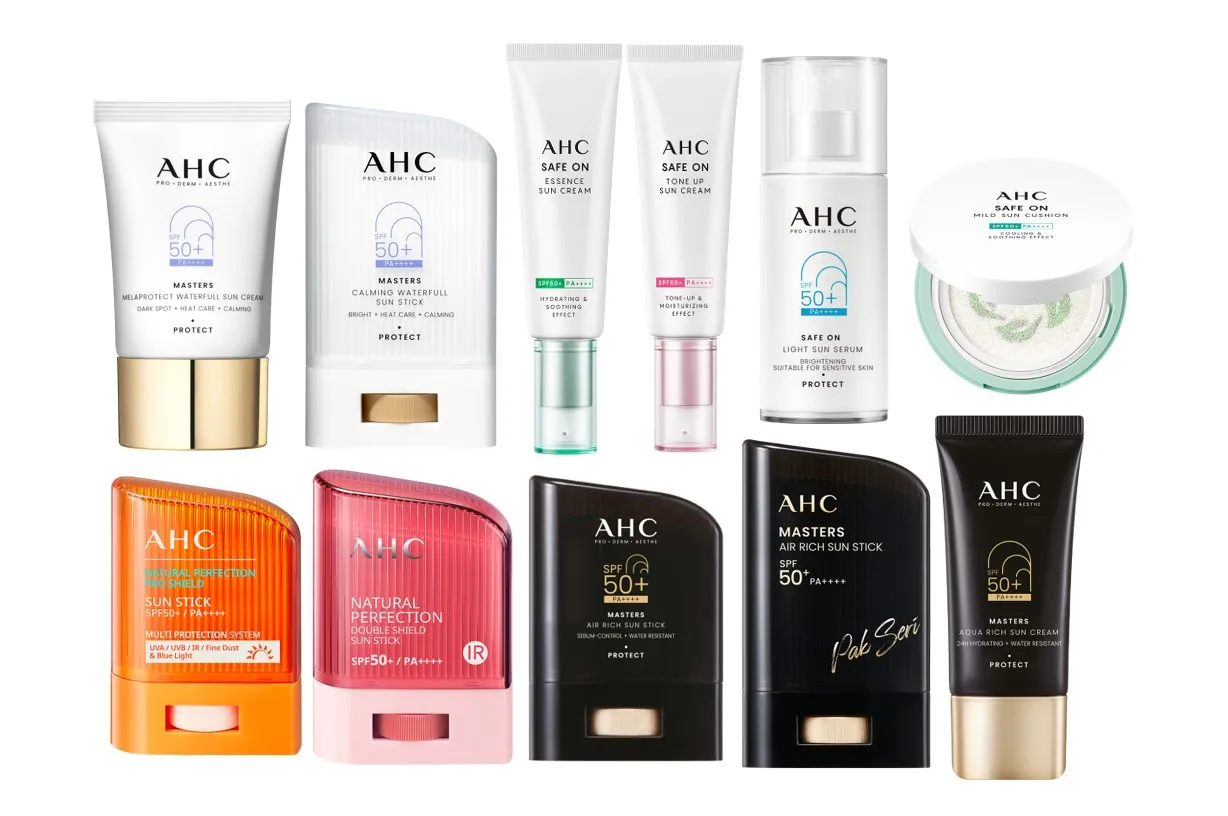 AHC
PRO • DERM • AESTHE
SPF
50+
PA++++
MASTERS
MELAPROTECT WATERFULL SUN CREAM
DARK SPOT + HEAT CARE + CALMING
• PROTECT
AHC
PRO • DERM • AESTHE
SPF
50+
PA++++
MASTERS
CALMING WATERFULL
SUN STICK
BRIGHT + HEAT CARE + CALMING
• PROTECT
AHC
SAFE ON
ESSENCE
SUN CREAM
SPF50+ PA++++
HYDRATING &
SOOTHING
EFFECT
AHC
SAFE ON
TONE UP
SUN CREAM
SPF50+ PA++++
TONE-UP &
MOISTURIZING
EFFECT
AHC
PRO • DERM • AESTHE
SPF
50+
PA++++
SAFE ON
LIGHT SUN SERUM
BRIGHTENING
SUITABLE FOR SENSITIVE SKIN
• PROTECT
AHC
SAFE ON
MILD SUN CUSHION
SPF50+ PA++++
COOLING &
SOOTHING EFFECT
AHC
NATURAL PERFECTION
PRO SHIELD
SUN STICK
SPF50+ / PA++++
MULTI PROTECTION SYSTEM
UVA / UVB / IR / Fine Dust
& Blue Light
AHC
NATURAL
PERFECTION
DOUBLE SHIELD
SUN STICK
SPF50+ / PA++++
IR
AHC
PRO • DERM • AESTHE
SPF
50+
PA++++
MASTERS
AIR RICH SUN STICK
SEBUM-CONTROL + WATER RESISTANT
• PROTECT
AHC
MASTERS
AIR RICH SUN STICK
SPF
50+ PA++++
Pak Seri
AHC
PRO • DERM • AESTHE
SPF
50+
PA++++
MASTERS
AQUA RICH SUN CREAM
24H HYDRATING + WATER RESISTANT
• PROTECT